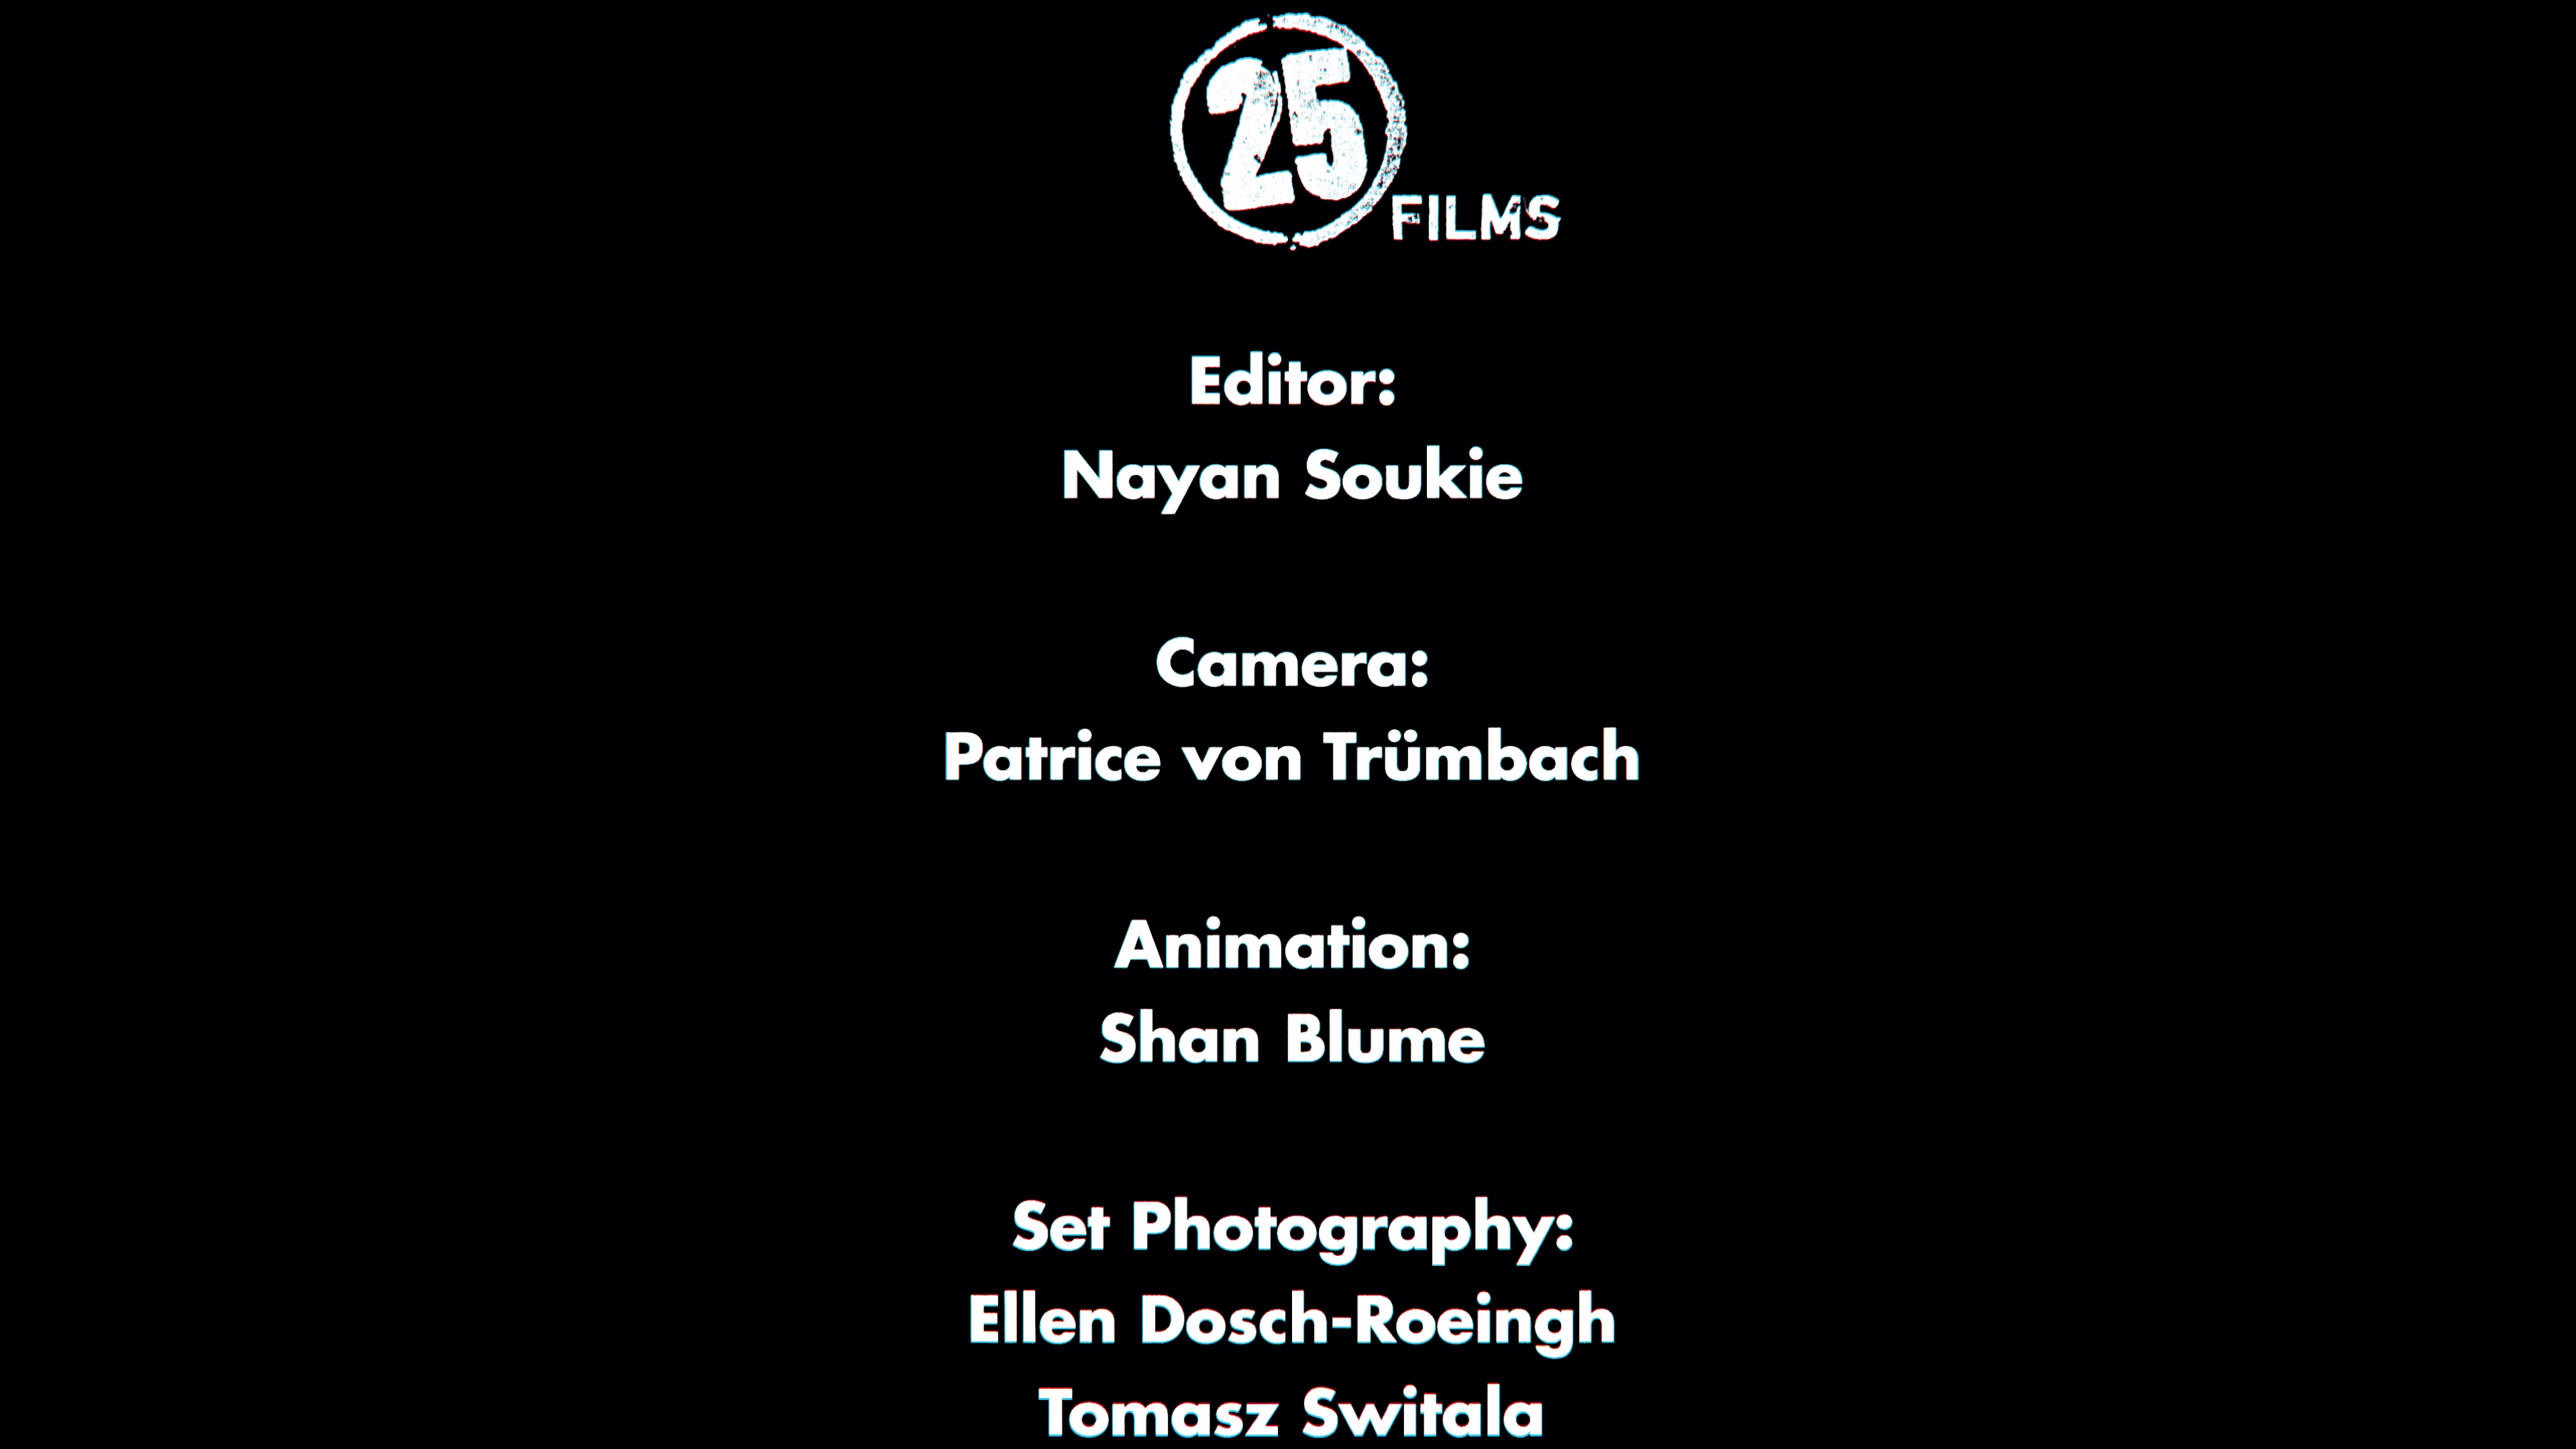 25
FILMS
Editor:
Nayan Soukie
Camera:
Patrice von Trümbach
Animation:
Shan Blume
Set Photography:
Ellen Dosch-Roeingh
Tomasz Switala